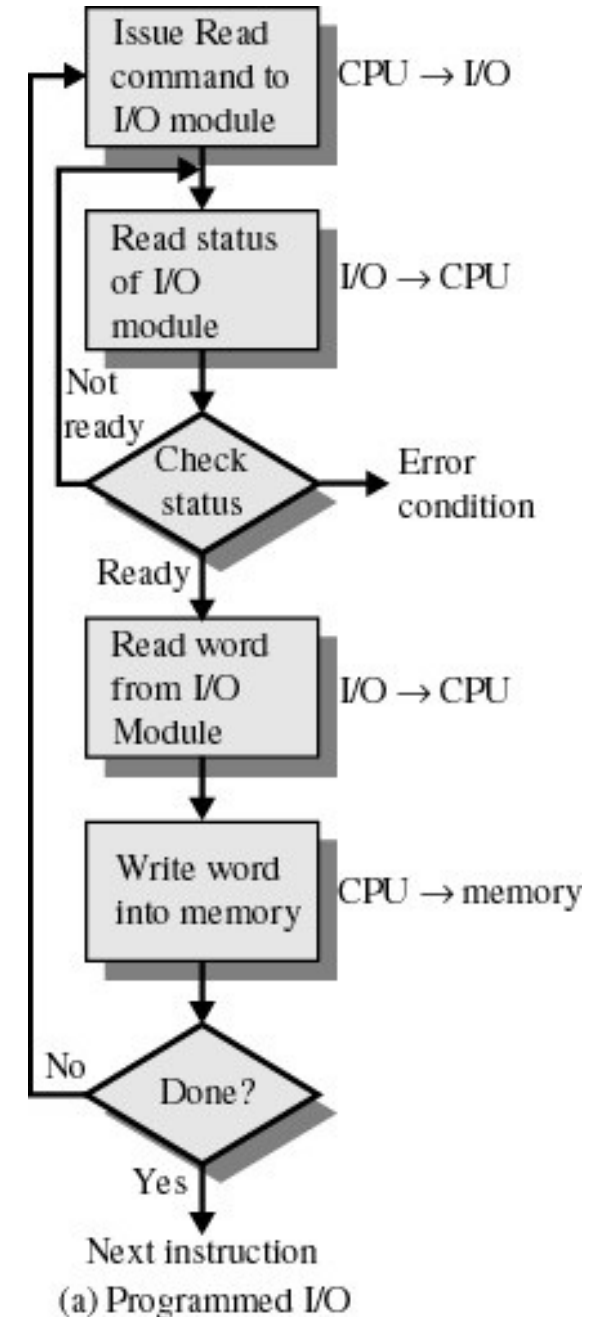 Issue Read
command to
I/O module
CPU → I/O
Read status
of I/O
module
I/O → CPU
Not
ready
Check
status
Error
condition
Ready
Read word
from I/O
Module
I/O → CPU
Write word
into memory
CPU → memory
No
Done?
Yes
Next instruction
(a) Programmed I/O